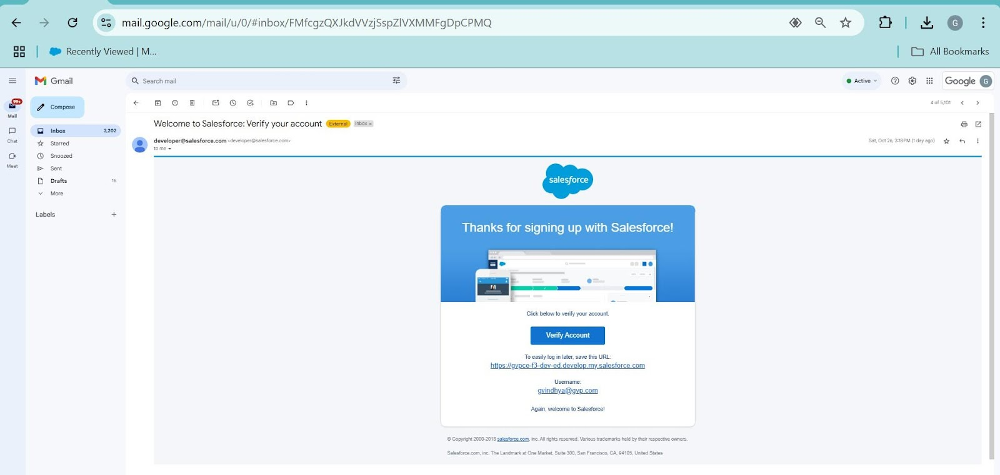 mail.google.com/mail/u/0/#inbox/FMfcgzQXJkdVVzjSspZlVXMMFgDpCPMQ
G
Recently Viewed | M...
All Bookmarks
Gmail
Search mail
Active
Google
G
99+
Mail
Compose
4 of 5,101
Inbox 3,202
Welcome to Salesforce: Verify your account External Inbox x
Chat
Starred
developer@salesforce.com <developer@salesforce.com>
Sat, Oct 26, 3:18 PM (1 day ago)
to me
Snoozed
Meet
Sent
Drafts 16
More
Labels
salesforce
Thanks for signing up with Salesforce!
Click below to verify your account.
Verify Account
To easily log in later, save this URL:
https://gvpce-f3-dev-ed.develop.my.salesforce.com
Username:
gvindhya@gvp.com
Again, welcome to Salesforce!
© Copyright 2000-2018 salesforce.com, inc. All rights reserved. Various trademarks held by their respective owners.
Salesforce.com, inc. The Landmark at One Market, Suite 300, San Francisco, CA, 94105, United States